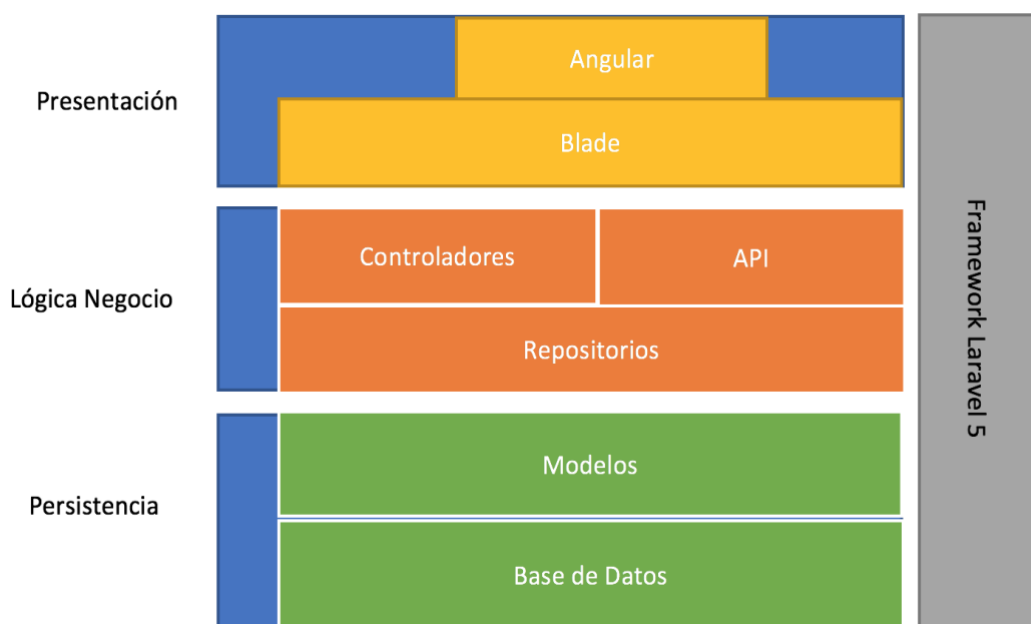 Presentación
Angular
Blade
Lógica Negocio
Controladores
API
Repositorios
Persistencia
Modelos
Base de Datos
Framework Laravel 5